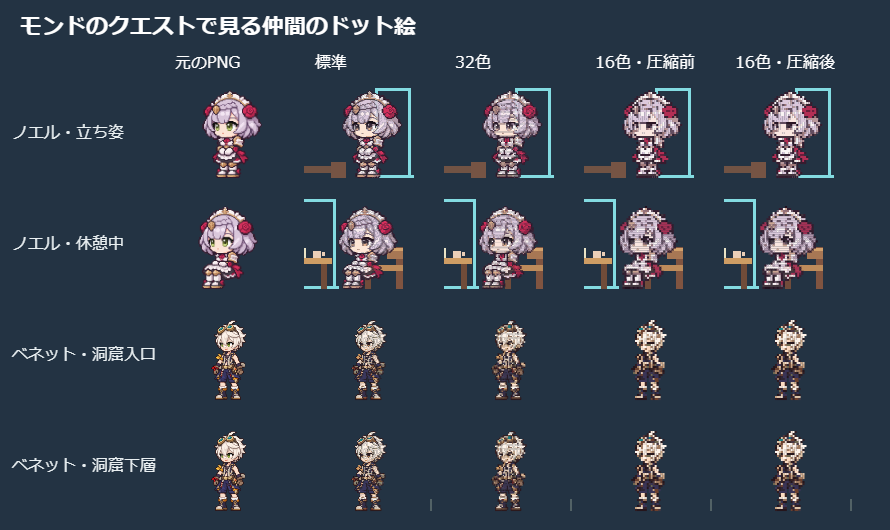 モンドのクエストで見る仲間のドット絵
元のPNG 標準 32色 16色・圧縮前 16色・圧縮後
ノエル・立ち姿
ノエル・休憩中
ベネット・洞窟入口
ベネット・洞窟下層